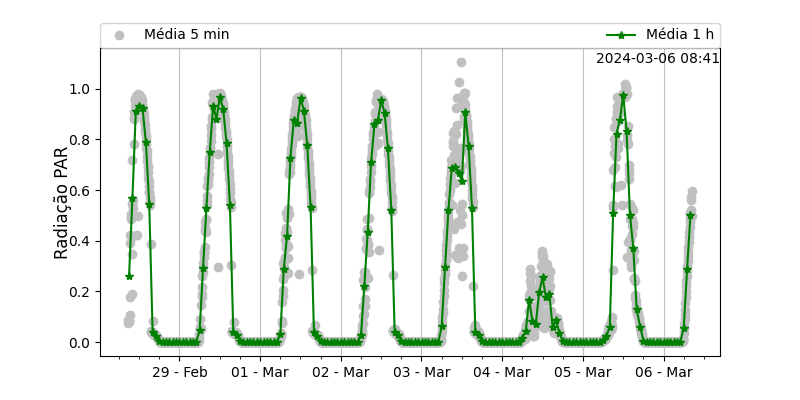 Média 5 min
Média 1 h
2024-03-06 08:41
Radiação PAR
1.0
0.8
0.6
0.4
0.2
0.0
29 - Feb
01 - Mar
02 - Mar
03 - Mar
04 - Mar
05 - Mar
06 - Mar